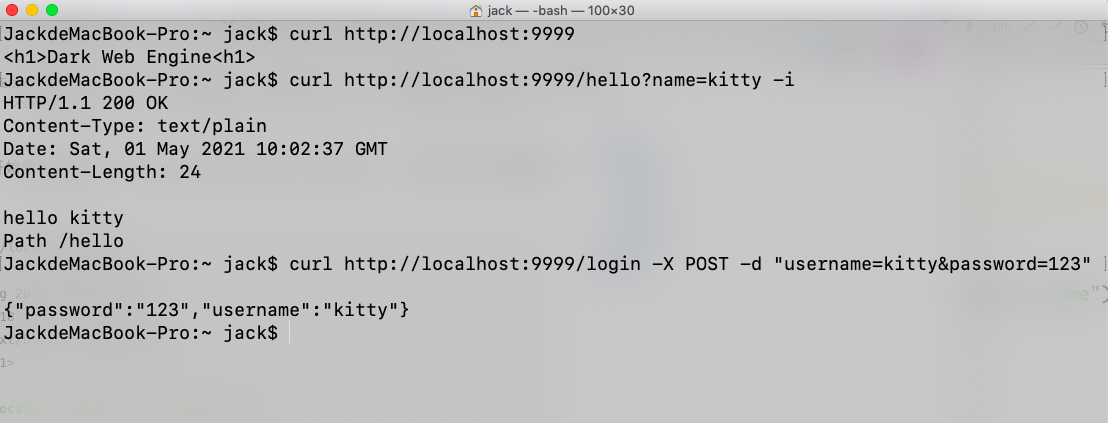 jack — -bash — 100×30
JackdeMacBook-Pro:~ jack$ curl http://localhost:9999
<h1>Dark Web Engine<h1>
JackdeMacBook-Pro:~ jack$ curl http://localhost:9999/hello?name=kitty -i
HTTP/1.1 200 OK
Content-Type: text/plain
Date: Sat, 01 May 2021 10:02:37 GMT
Content-Length: 24

hello kitty
Path /hello
JackdeMacBook-Pro:~ jack$ curl http://localhost:9999/login -X POST -d "username=kitty&password=123"

{"password":"123","username":"kitty"}
JackdeMacBook-Pro:~ jack$